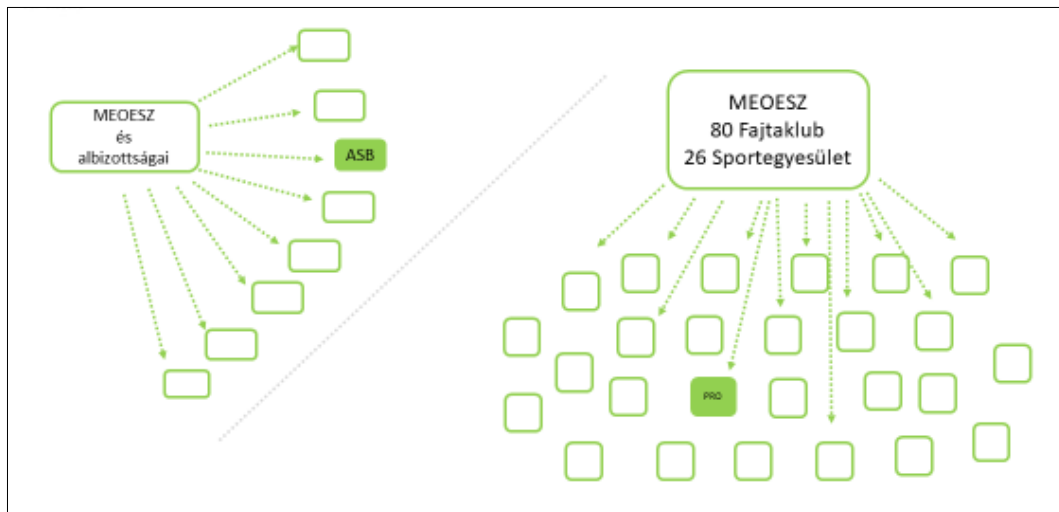 MEOESZ
és
albizottságai
ASB
MEOESZ
80 Fajtaklub
26 Sportegyesület
PRO